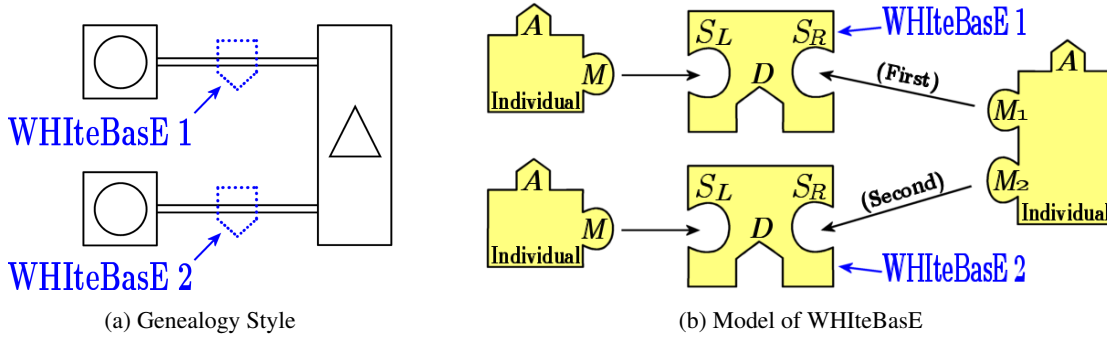 WHIteBasE 1
WHIteBasE 2
(a) Genealogy Style
A
M
Individual
S_L
S_R
D
WHIteBasE 1
(First)
A
M_1
M_2
Individual
A
M
Individual
S_L
S_R
D
(Second)
WHIteBasE 2
(b) Model of WHIteBasE